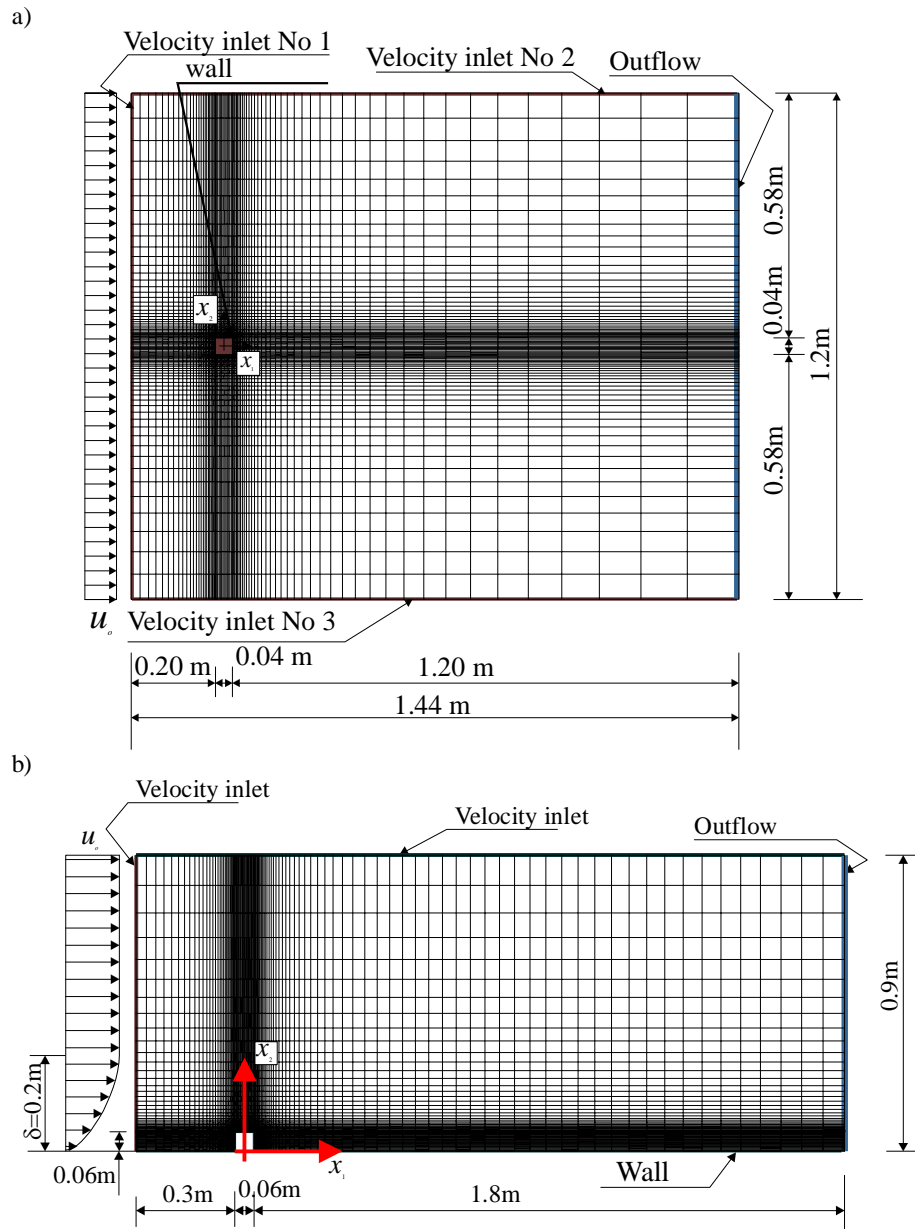 a)
Velocity inlet No 1
wall
Velocity inlet No 2
Outflow
0.58m
0.04m
1.2m
0.58m
x₂
x₁
uₒ
Velocity inlet No 3
0.20 m
0.04 m
1.20 m
1.44 m
b)
Velocity inlet
uₒ
Velocity inlet
Outflow
0.9m
x₂
δ=0.2m
0.06m
x₁
Wall
0.3m
0.06m
1.8m